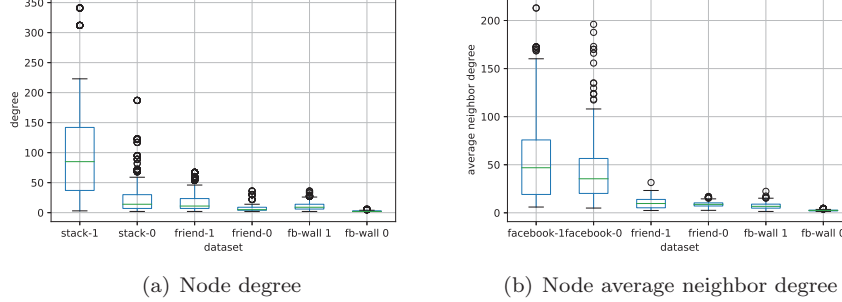 350
300
250
200
150
100
50
0
degree
stack-1 stack-0 friend-1 friend-0 fb-wall 1 fb-wall 0
dataset
(a) Node degree
200
150
100
50
0
average neighbor degree
facebook-1 facebook-0 friend-1 friend-0 fb-wall 1 fb-wall 0
dataset
(b) Node average neighbor degree